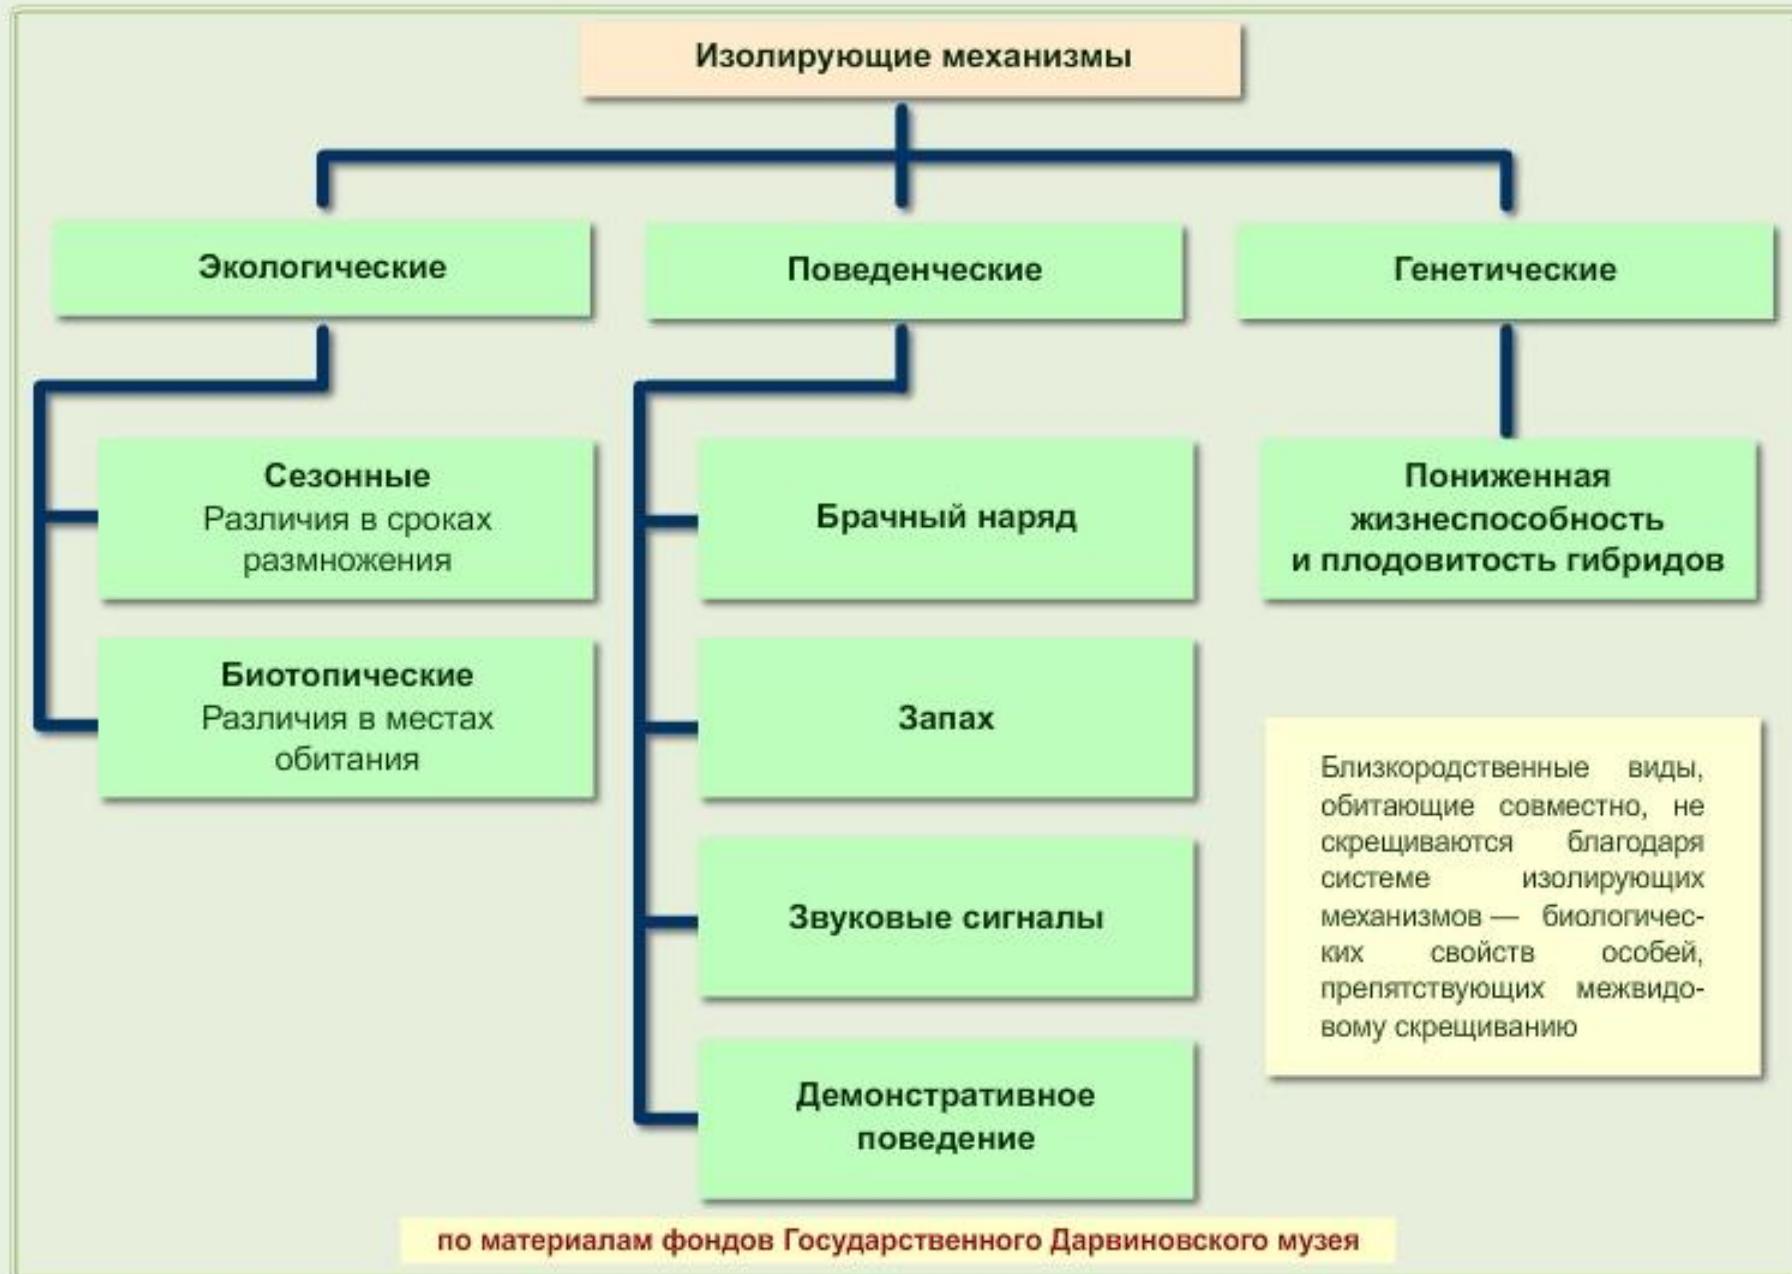 Изолирующие механизмы
Экологические
Поведенческие
Генетические
Сезонные
Различия в сроках
размножения
Биотопические
Различия в местах
обитания
Брачный наряд
Запах
Звуковые сигналы
Демонстративное
поведение
Пониженная
жизнеспособность
и плодовитость гибридов
Близкородственные виды,
обитающие совместно, не
скрещиваются благодаря
системе изолирующих
механизмов — биологичес-
ких свойств особей,
препятствующих межвидо-
вому скрещиванию
по материалам фондов Государственного Дарвиновского музея